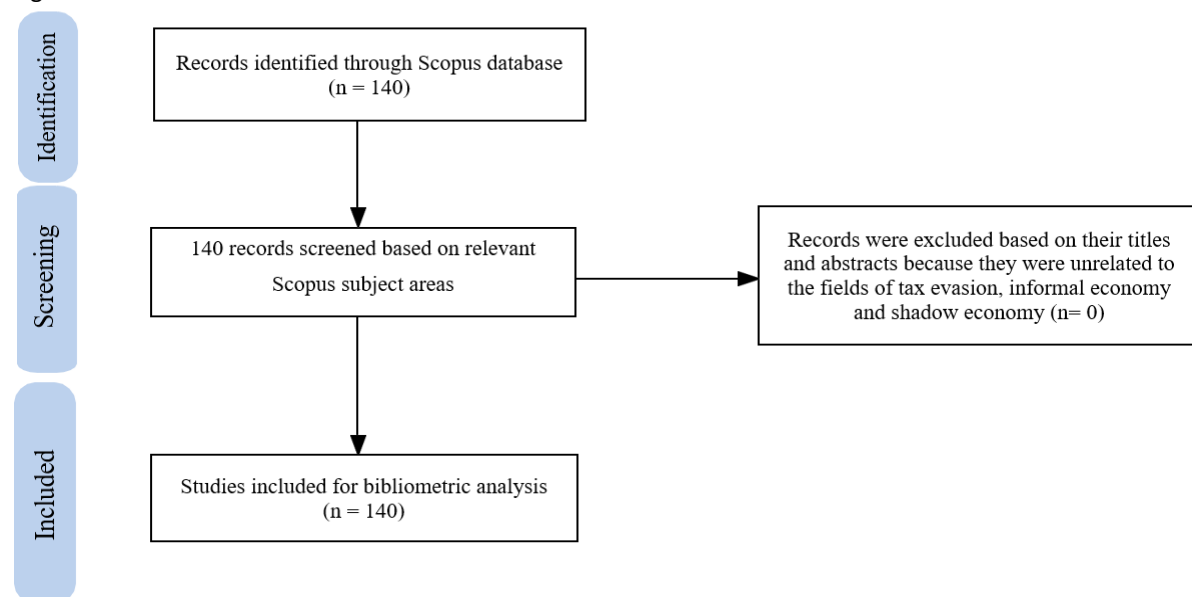 Identification
Records identified through Scopus database
(n = 140)
Screening
140 records screened based on relevant
Scopus subject areas
Records were excluded based on their titles
and abstracts because they were unrelated to
the fields of tax evasion, informal economy
and shadow economy (n= 0)
Included
Studies included for bibliometric analysis
(n = 140)